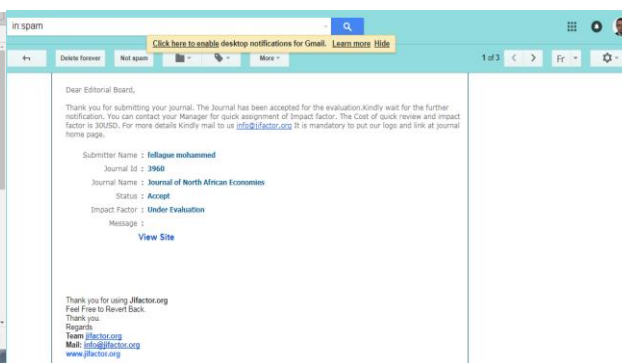 in:spam
Click here to enable desktop notifications for Gmail. Learn more Hide
Delete forever Not spam More 1 of 3 Fr
Dear Editorial Board,
Thank you for submitting your journal. The Journal has been accepted for the evaluation.Kindly wait for the further
notification. You can contact your Manager for quick assignment of Impact factor. The Cost of quick review and impact
factor is 30USD. For more details Kindly mail to us info@jifactor.org It is mandatory to put our logo and link at journal
home page.
Submitter Name : fellague mohammed
Journal Id : 3960
Journal Name : Journal of North African Economies
Status : Accept
Impact Factor : Under Evaluation
Message :
View Site
Thank you for using Jifactor.org
Feel Free to Revert Back.
Thank you.
Regards
Team jifactor.org
Mail: info@jifactor.org
www.jifactor.org